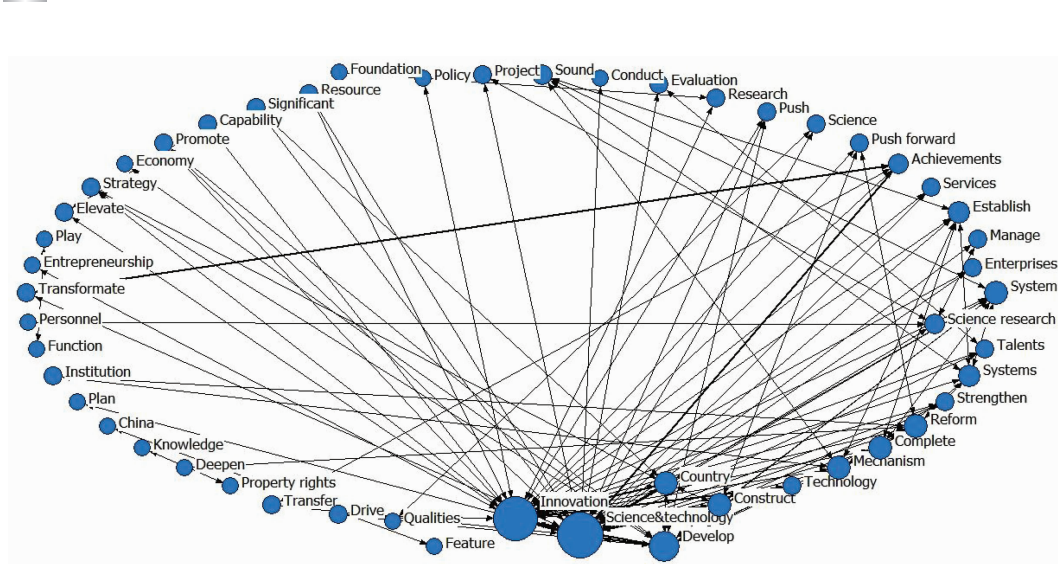 Foundation
Policy
Project
Sound
Conduct
Evaluation
Resource
Research
Significant
Push
Capability
Science
Promote
Push forward
Economy
Achievements
Strategy
Services
Elevate
Establish
Play
Manage
Entrepreneurship
Enterprises
Transformate
System
Personnel
Science research
Function
Talents
Institution
Systems
Plan
Strengthen
China
Reform
Knowledge
Complete
Deepen
Mechanism
Property rights
Country
Technology
Transfer
Innovation
Construct
Drive
Qualities
Science&technology
Feature
Develop